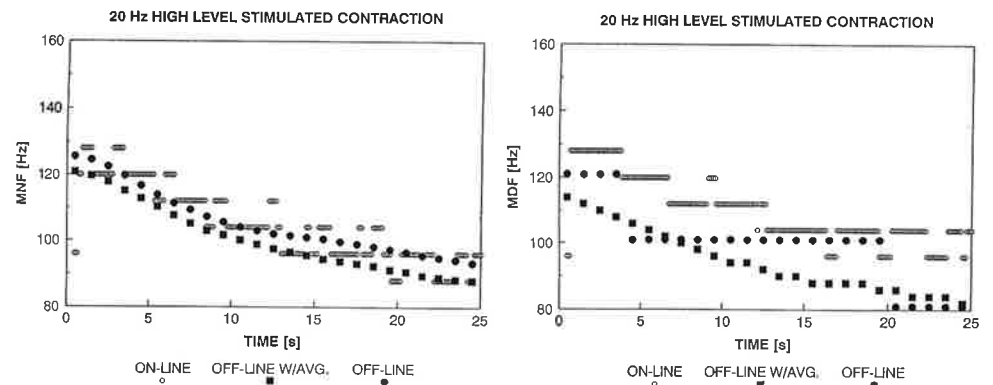 20 Hz HIGH LEVEL STIMULATED CONTRACTION
160
140
120
100
80
MNF [Hz]
0 5 10 15 20 25
TIME [s]
ON-LINE OFF-LINE W/AVG. OFF-LINE
20 Hz HIGH LEVEL STIMULATED CONTRACTION
160
140
120
100
80
MDF [Hz]
0 5 10 15 20 25
TIME [s]
ON-LINE OFF-LINE W/AVG. OFF-LINE